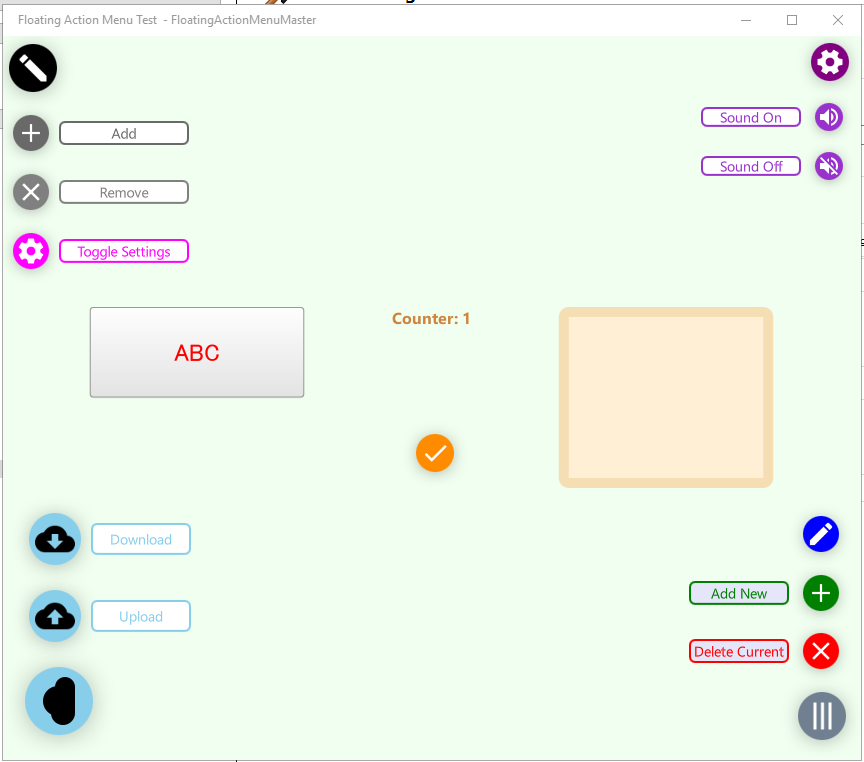 Floating Action Menu Test - FloatingActionMenuMaster
Sound On
Add
Sound Off
Remove
Toggle Settings
Counter: 1
ABC
Download
Add New
Upload
Delete Current